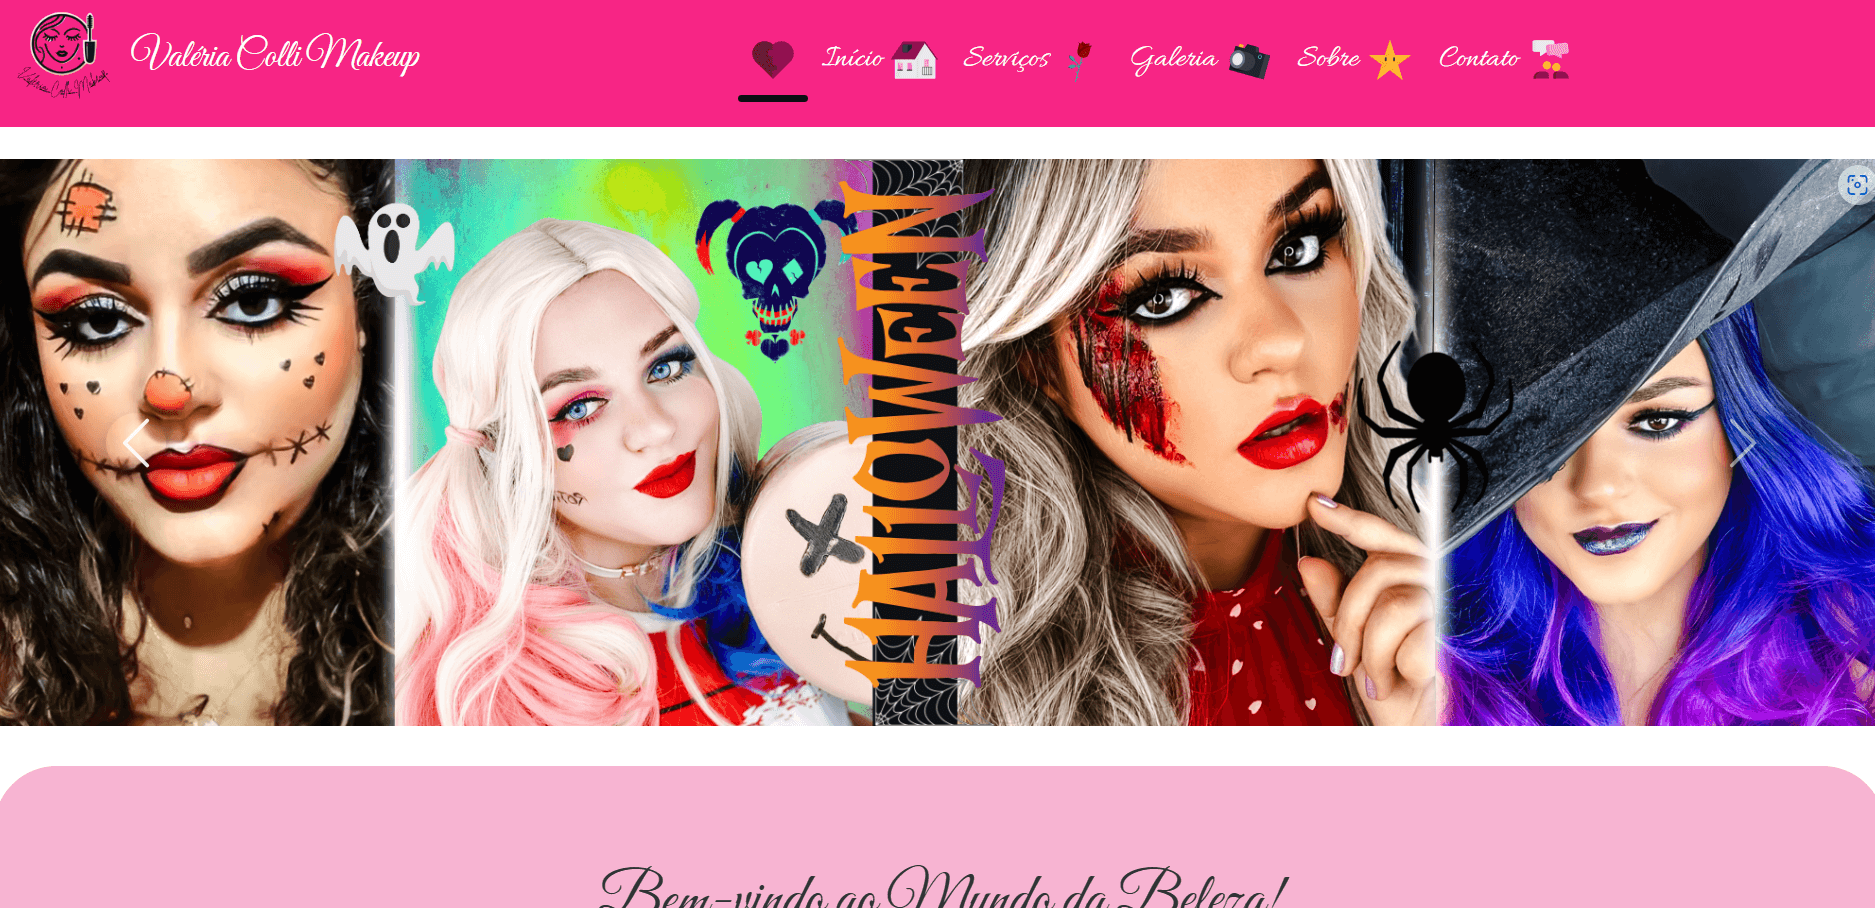 Valéria Colli Makeup
Valéria Colli Makeup
Início
Serviços
Galeria
Sobre
Contato
HALLOWEEN
Bem-vindo ao Mundo da Beleza!